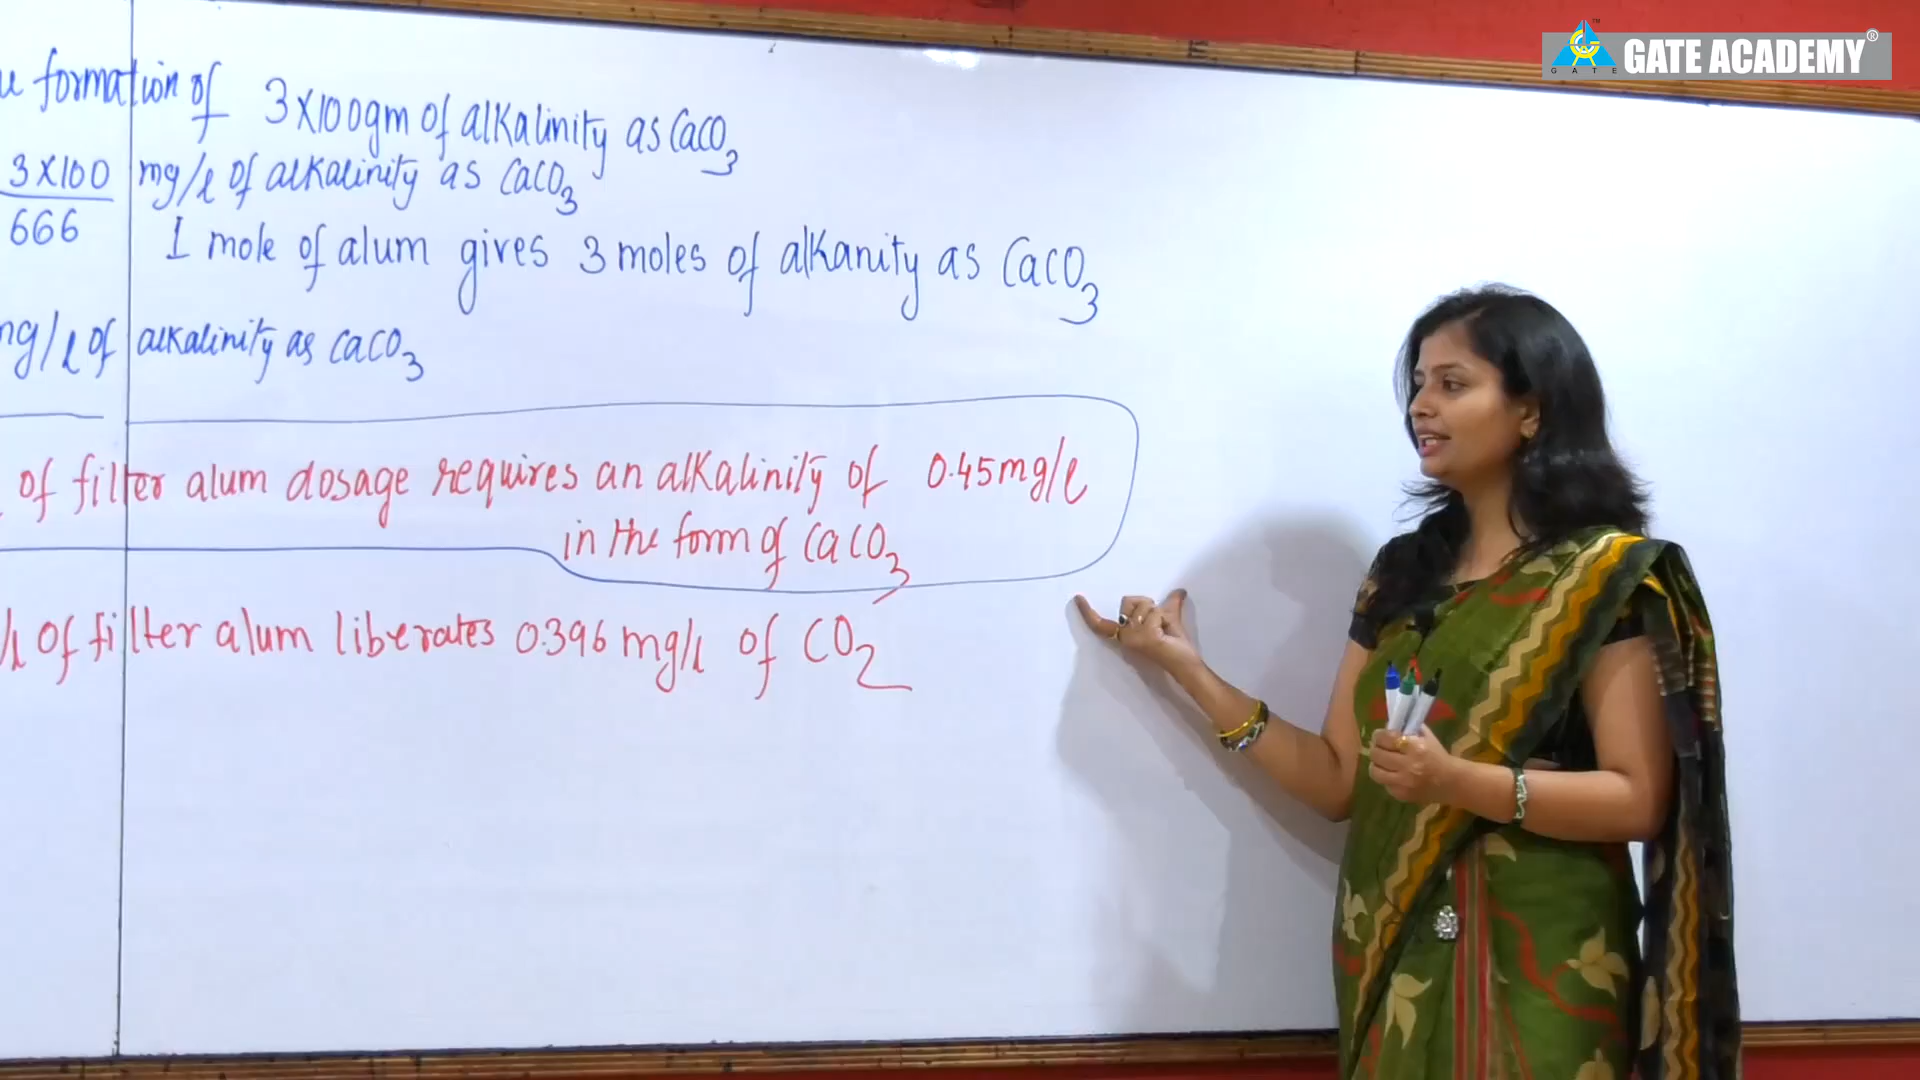 GATE ACADEMY®
GATE
formation of 3X100gm of alkalinity as CaCO3
3X100 mg/l of alkalinity as CaCO3
666
1 mole of alum gives 3 moles of alkanity as CaCO3
mg/l of alkalinity as CaCO3
of filter alum dosage requires an alkalinity of 0.45mg/l
in the form of CaCO3
of filter alum liberates 0.396 mg/l of CO2